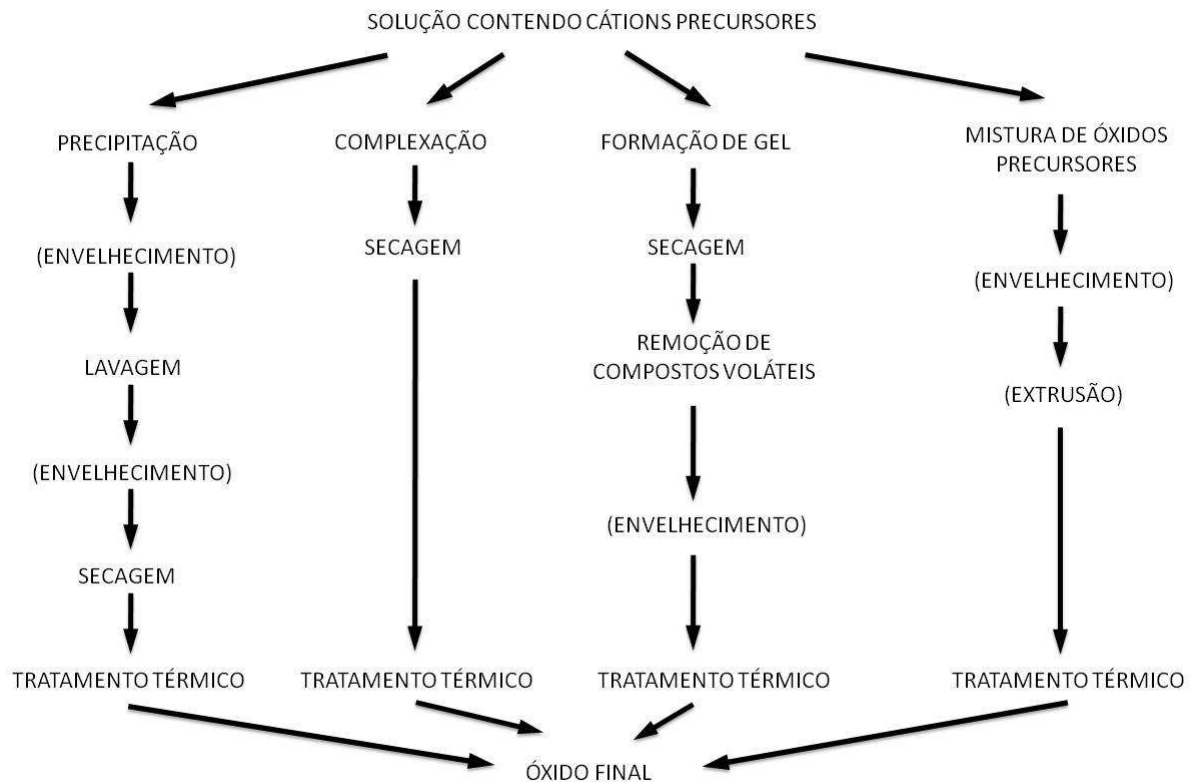 SOLUÇÃO CONTENDO CÁTIONS PRECURSORES
PRECIPITAÇÃO
(ENVELHECIMENTO)
LAVAGEM
(ENVELHECIMENTO)
SECAGEM
TRATAMENTO TÉRMICO
COMPLEXAÇÃO
SECAGEM
TRATAMENTO TÉRMICO
FORMAÇÃO DE GEL
SECAGEM
REMOÇÃO DE
COMPOSTOS VOLÁTEIS
(ENVELHECIMENTO)
TRATAMENTO TÉRMICO
MISTURA DE ÓXIDOS
PRECURSORES
(ENVELHECIMENTO)
(EXTRUSÃO)
TRATAMENTO TÉRMICO
ÓXIDO FINAL